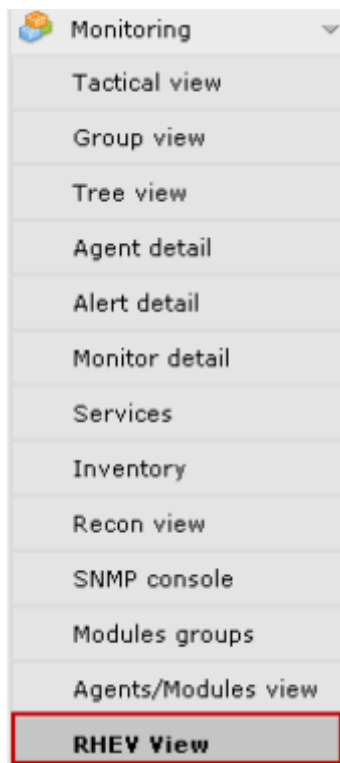 Monitoring
Tactical view
Group view
Tree view
Agent detail
Alert detail
Monitor detail
Services
Inventory
Recon view
SNMP console
Modules groups
Agents/Modules view
RHEV View